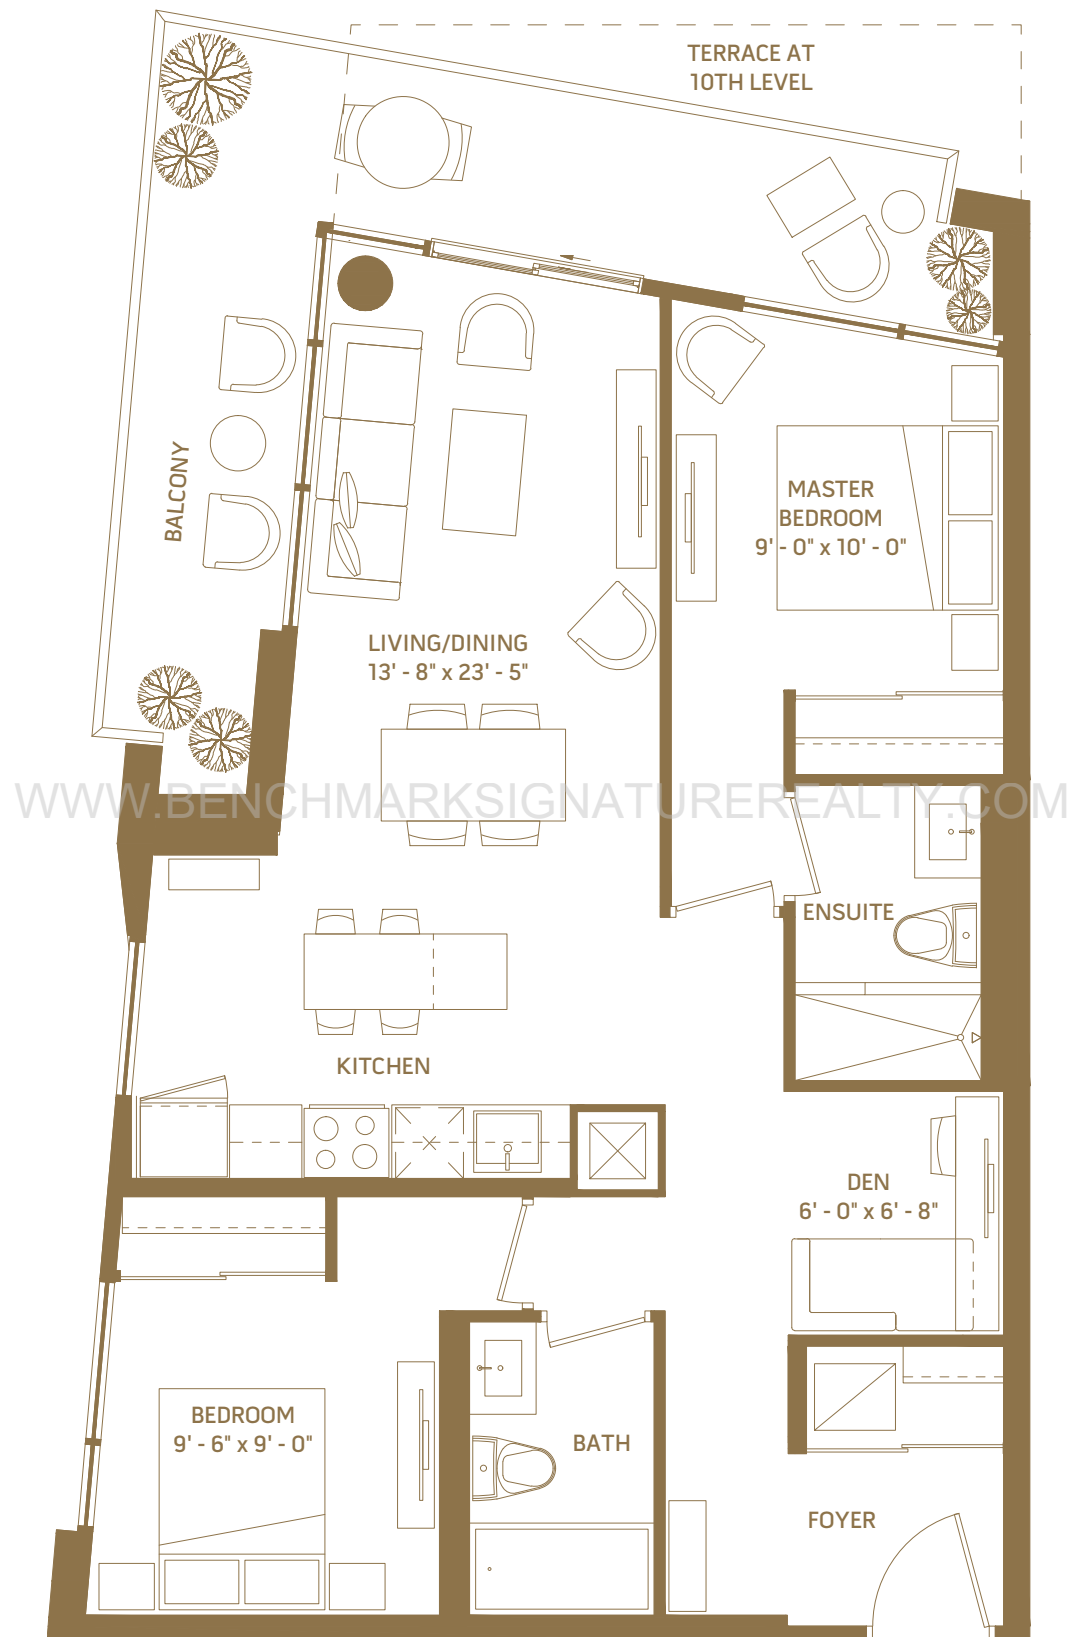 TERRACE AT
10TH LEVEL
BALCONY
MASTER
BEDROOM
9' - 0" x 10' - 0"
LIVING/DINING
13' - 8" x 23' - 5"
WWW.BENCHMARKSIGNATUREREALTY.COM
ENSUITE
KITCHEN
DEN
6' - 0" x 6' - 8"
BEDROOM
9' - 6" x 9' - 0"
BATH
FOYER